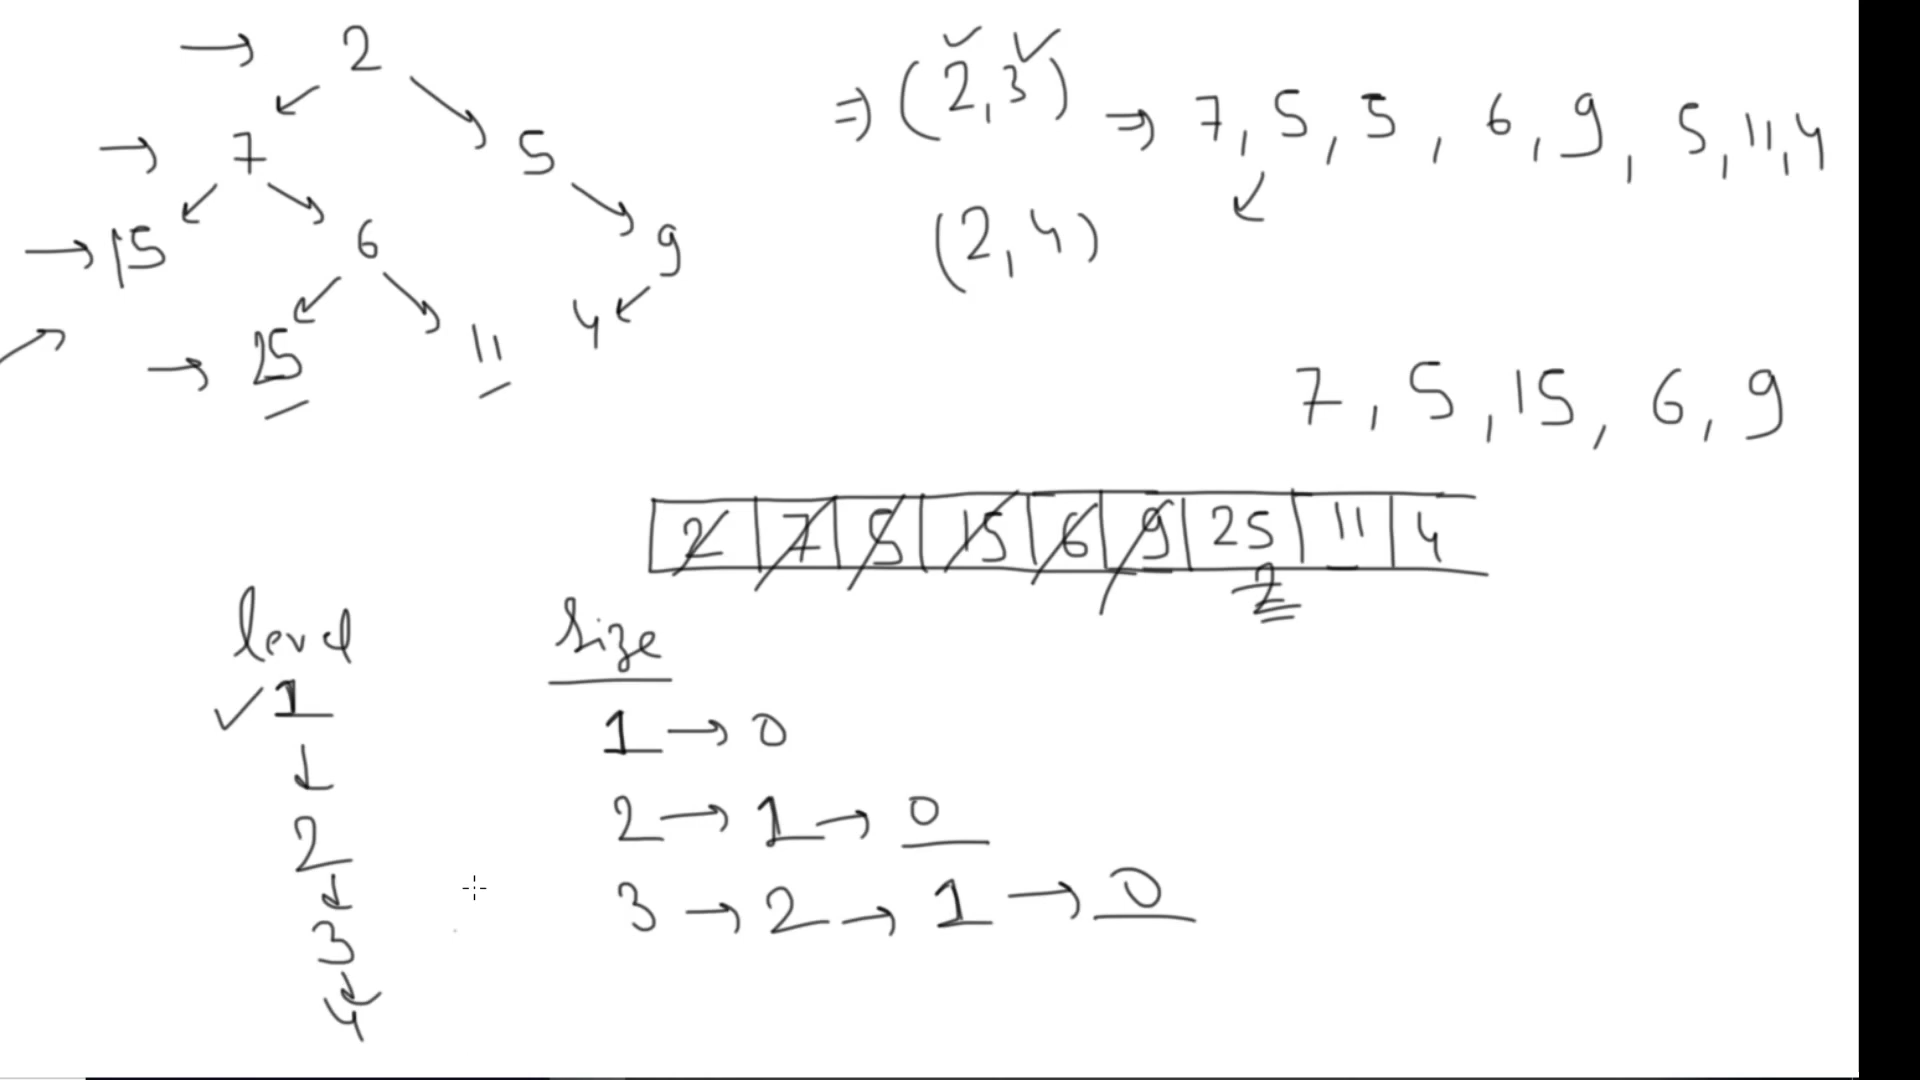 2
7 5
15 6 9
25 11 4
⇒ (2,3) ⇒ 7, 5, 5, 6, 9, 5, 11, 4
(2,4)
7, 5, 15, 6, 9
2 7 5 15 6 9 25 11 4
2
level size
1 1 → 0
2 2 → 1 → 0
3 3 → 2 → 1 → 0
4